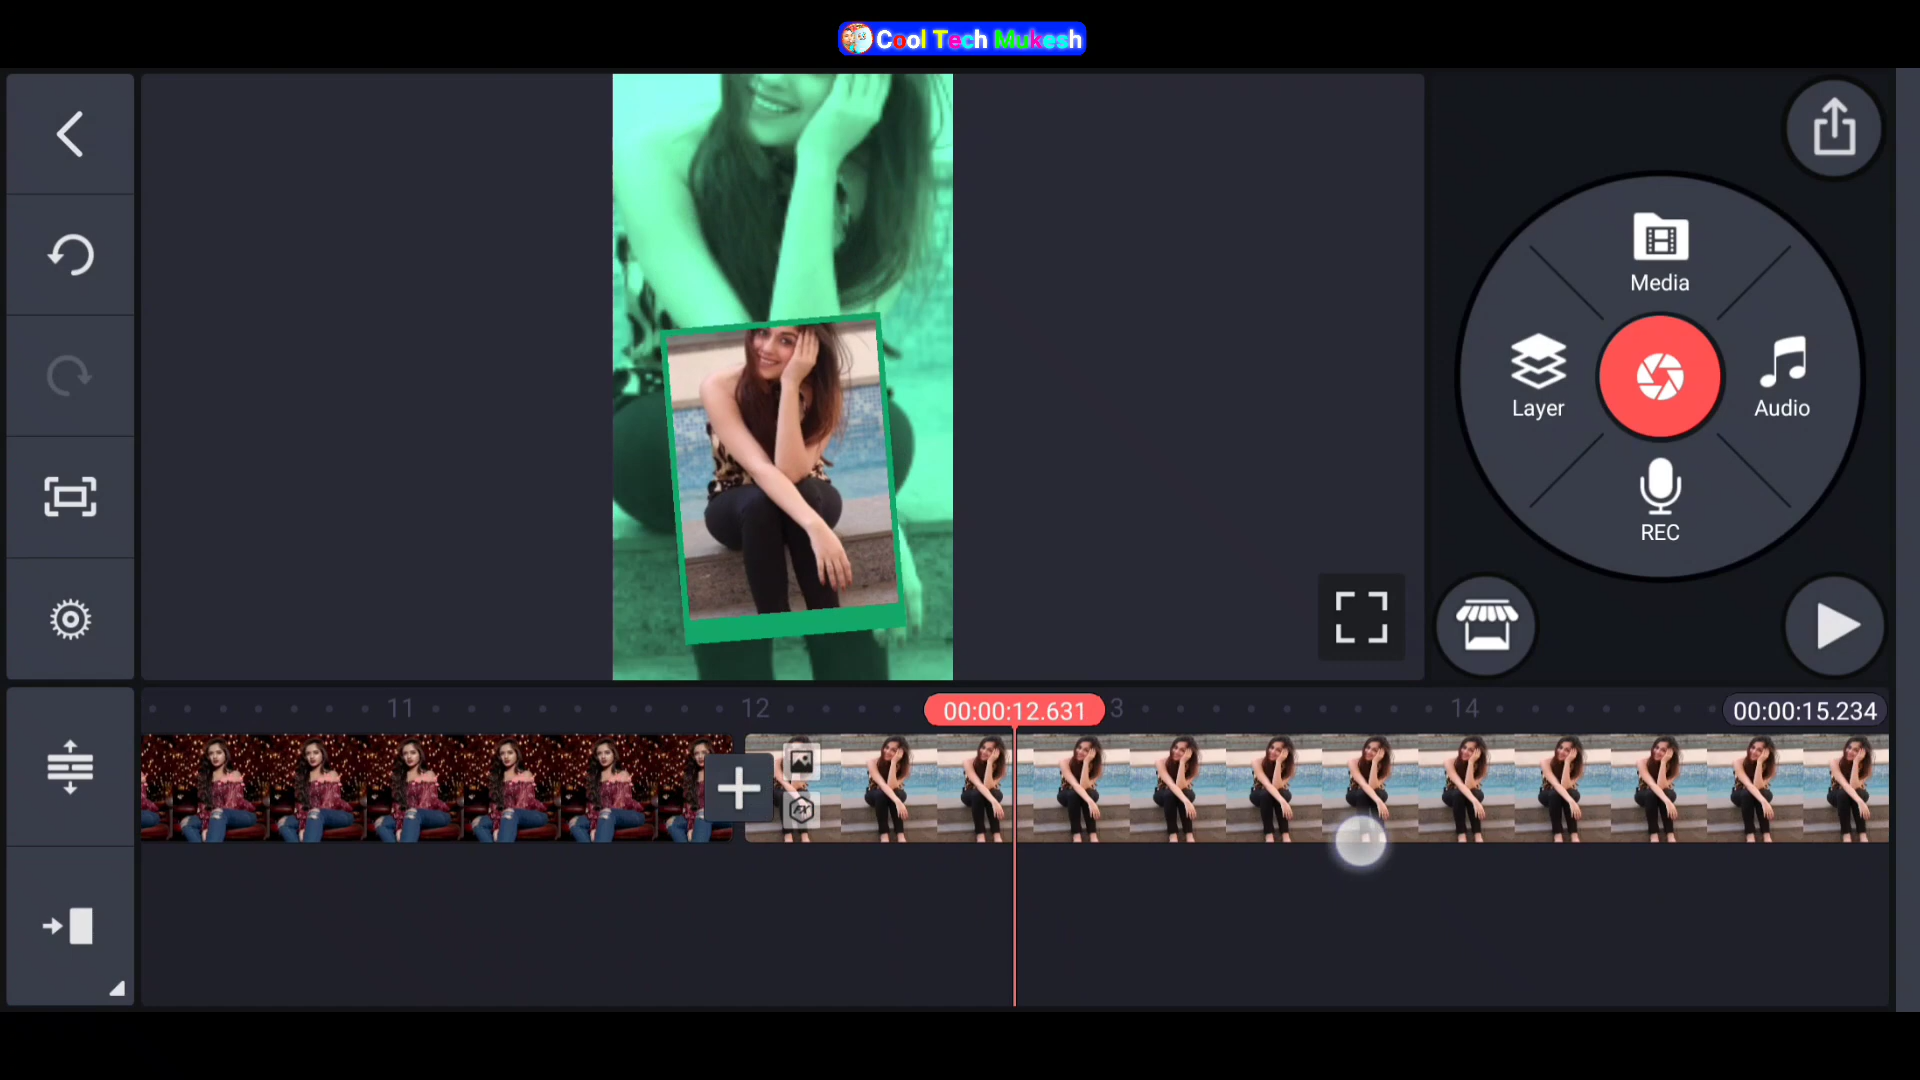 Cool Tech Mukesh
Media
Layer
Audio
REC
11
12
00:00:12.631
3
14
00:00:15.234
FX